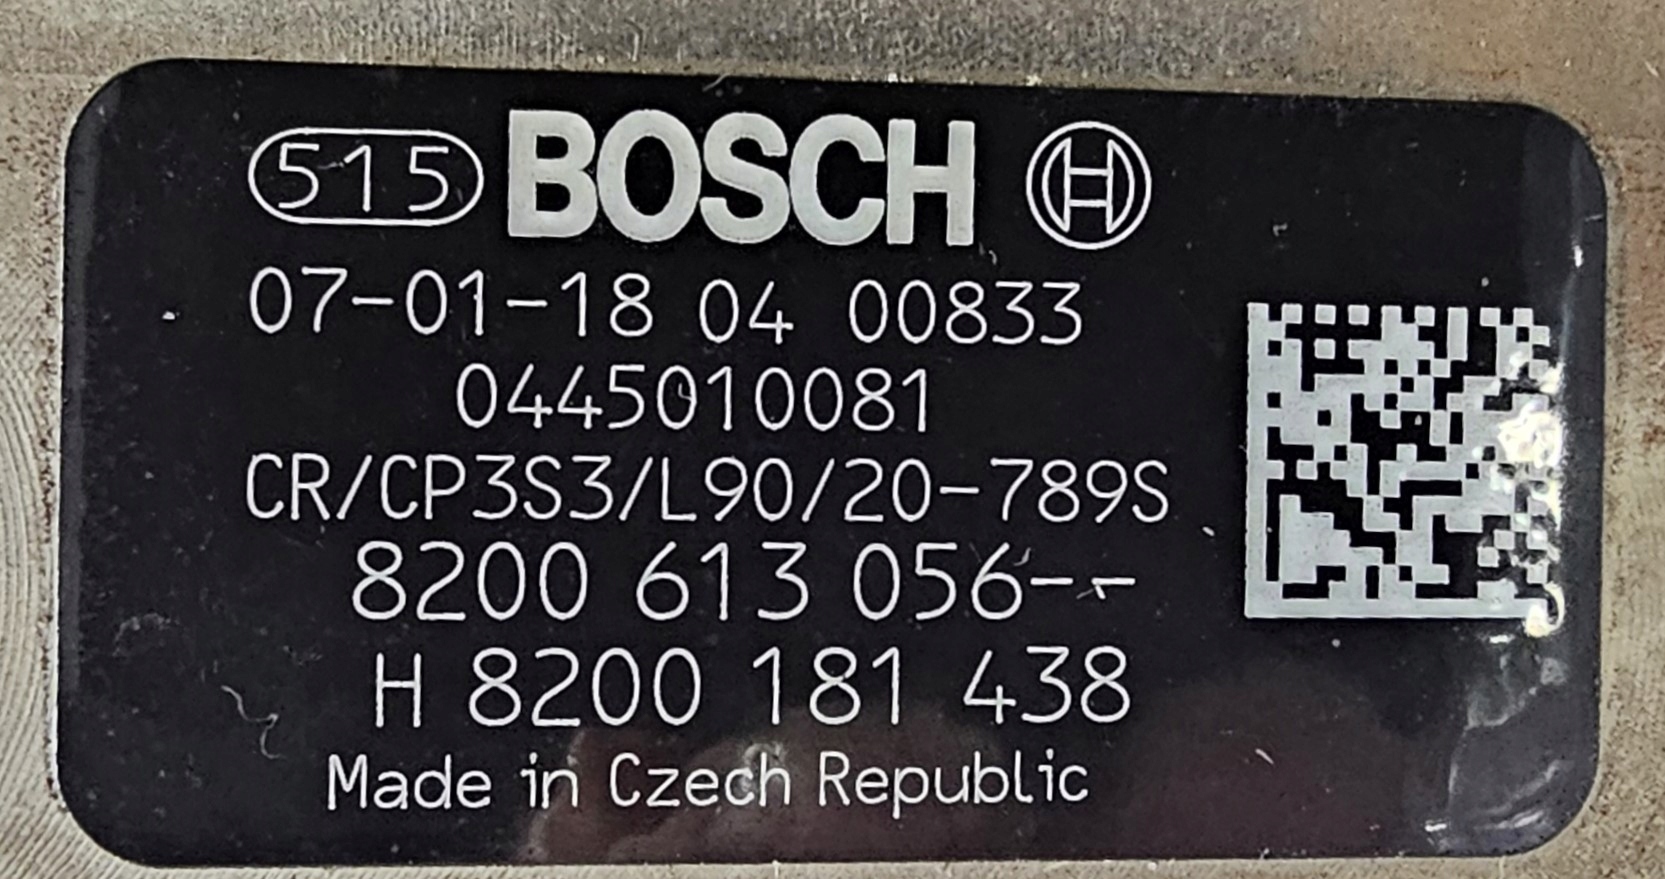 515 BOSCH
07-01-18 04 00833
0445010081
CR/CP3S3/L90/20-789S
8200 613 056--
H 8200 181 438
Made in Czech Republic